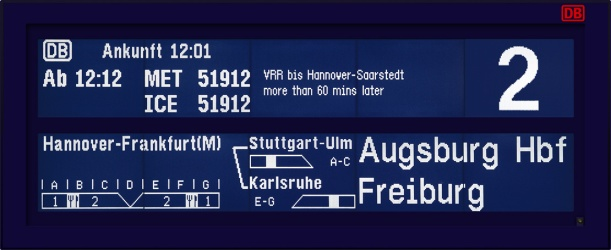 DB
DB Ankunft 12:01
Ab 12:12 MET 51912
ICE 51912
VRR bis Hannover-Saarstedt
more than 60 mins later
2
Hannover-Frankfurt(M)
Stuttgart-Ulm
A-C
Augsburg Hbf
Karlsruhe
E-G
Freiburg
A B C D E F G
1 2 2 1